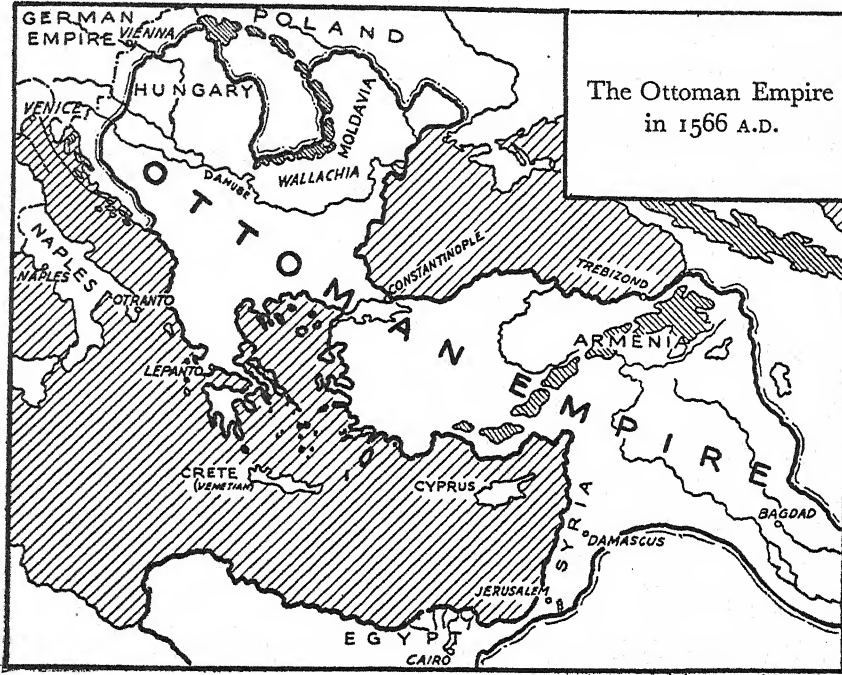 The Ottoman Empire
in 1566 A.D.
GERMAN
EMPIRE
VIENNA
POLAND
HUNGARY
VENICE
MOLDAVIA
WALLACHIA
DANUBE
OTTOMAN EMPIRE
NAPLES
NAPLES
OTRANTO
CONSTANTINOPLE
TREBIZOND
ARMENIA
LEPANTO
CRETE
(VENETIAN)
CYPRUS
SYRIA
BAGDAD
DAMASCUS
JERUSALEM
EGYPT
CAIRO